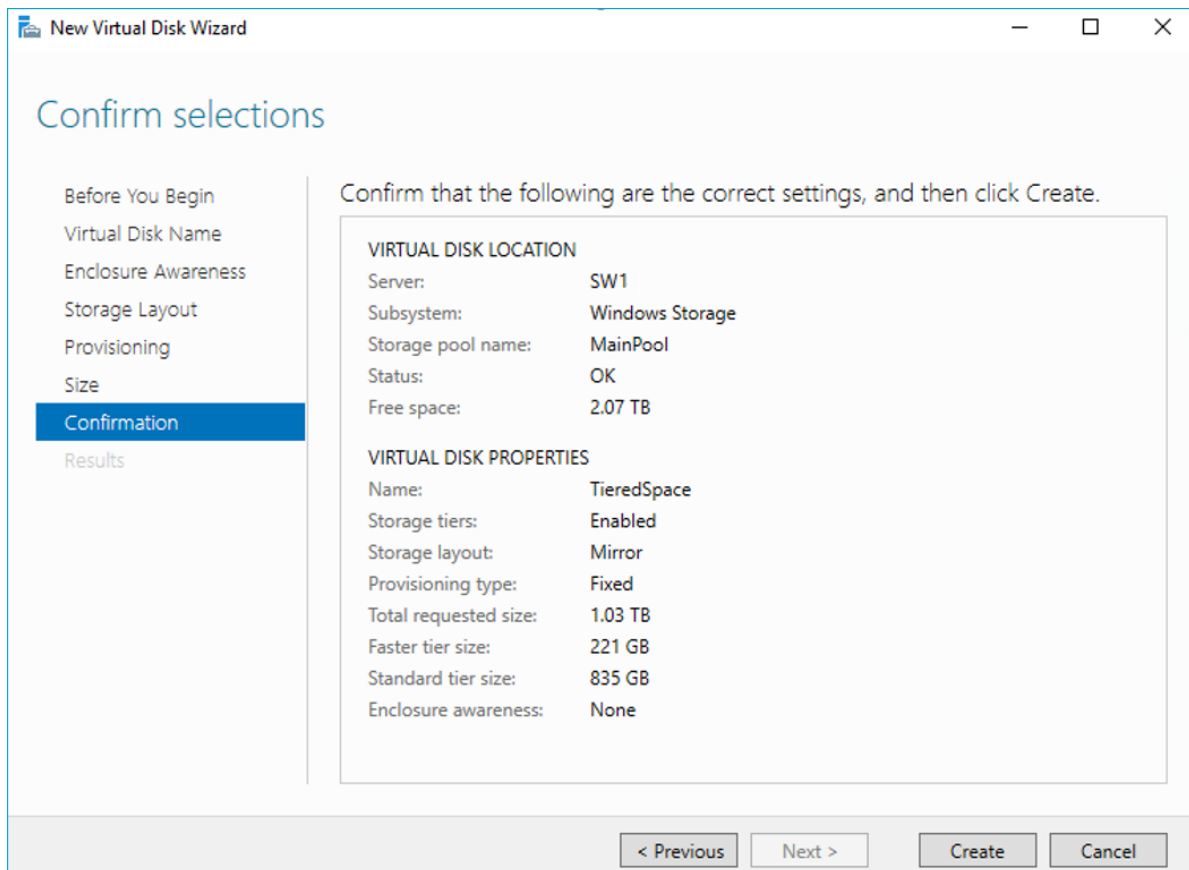 New Virtual Disk Wizard
Confirm selections
Before You Begin
Virtual Disk Name
Enclosure Awareness
Storage Layout
Provisioning
Size
Confirmation
Results
Confirm that the following are the correct settings, and then click Create.
VIRTUAL DISK LOCATION
Server: SW1
Subsystem: Windows Storage
Storage pool name: MainPool
Status: OK
Free space: 2.07 TB
VIRTUAL DISK PROPERTIES
Name: TieredSpace
Storage tiers: Enabled
Storage layout: Mirror
Provisioning type: Fixed
Total requested size: 1.03 TB
Faster tier size: 221 GB
Standard tier size: 835 GB
Enclosure awareness: None
< Previous Next > Create Cancel